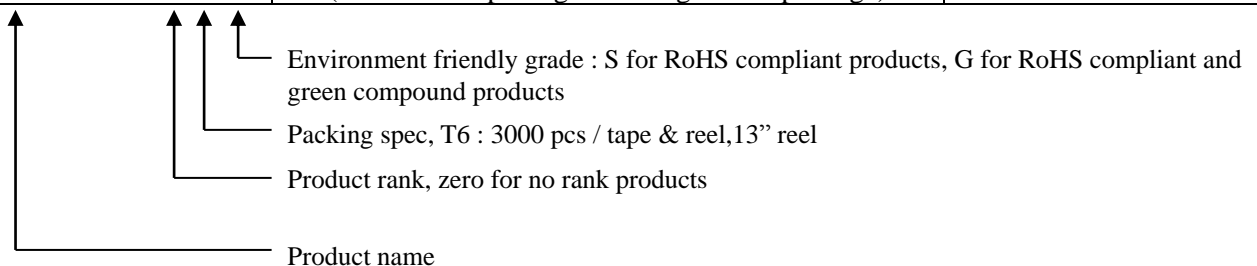 Environment friendly grade : S for RoHS compliant products, G for RoHS compliant and
green compound products
Packing spec, T6 : 3000 pcs / tape & reel,13” reel
Product rank, zero for no rank products
Product name